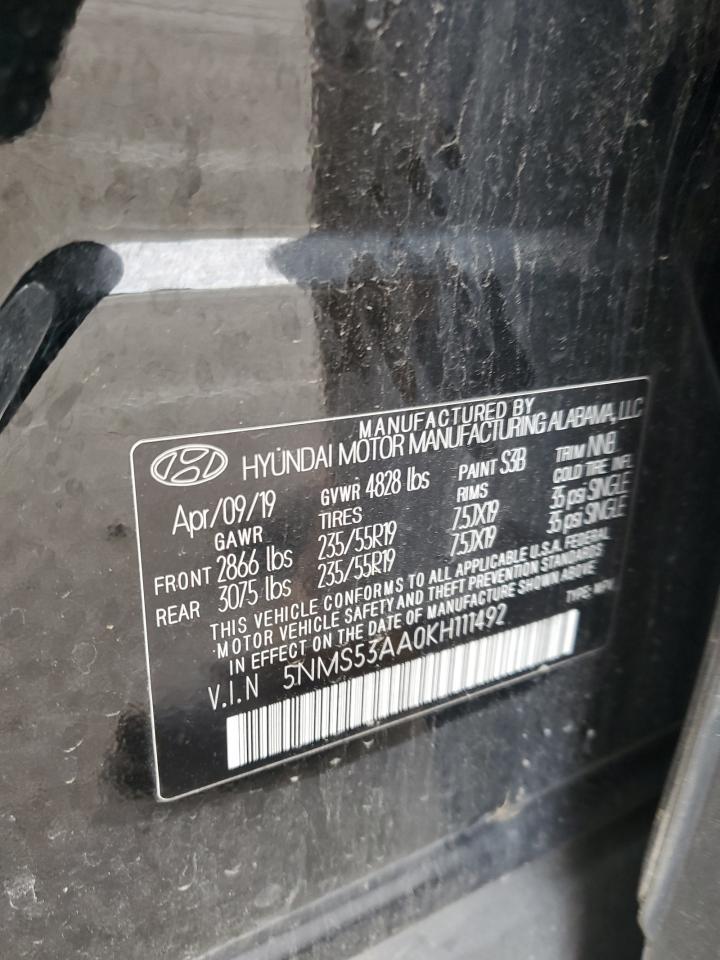 MANUFACTURED BY
HYUNDAI MOTOR MANUFACTURING ALABAMA, LLC
Apr/09/19 GVWR 4828 lbs PAINT S3B TRIM NNB
GAWR TIRES RIMS COLD TIRE INFL
FRONT 2866 lbs 235/55R19 7.5JX19 35 psi SINGLE
REAR 3075 lbs 235/55R19 7.5JX19 35 psi SINGLE
THIS VEHICLE CONFORMS TO ALL APPLICABLE U.S.A. FEDERAL
MOTOR VEHICLE SAFETY AND THEFT PREVENTION STANDARDS
IN EFFECT ON THE DATE OF MANUFACTURE SHOWN ABOVE.
V.I.N 5NMS53AA0KH111492 TYPE: MPV